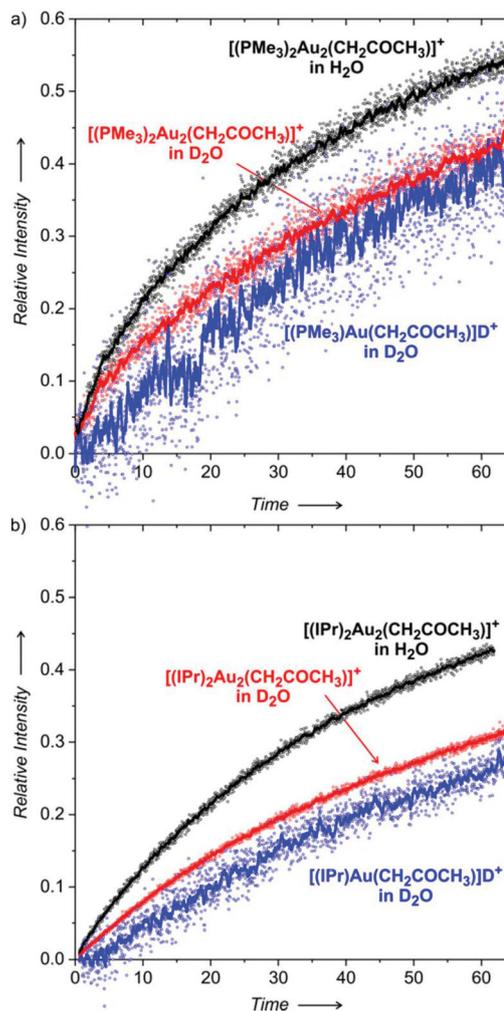 a)
0.6
0.5
0.4
0.3
0.2
0.1
0.0
Relative Intensity
[(PMe₃)₂Au₂(CH₂COCH₃)]⁺
in H₂O
[(PMe₃)₂Au₂(CH₂COCH₃)]⁺
in D₂O
[(PMe₃)Au(CH₂COCH₃)]D⁺
in D₂O
0 10 20 30 40 50 60
Time
b)
0.6
0.5
0.4
0.3
0.2
0.1
0.0
Relative Intensity
[(IPr)₂Au₂(CH₂COCH₃)]⁺
in H₂O
[(IPr)₂Au₂(CH₂COCH₃)]⁺
in D₂O
[(IPr)Au(CH₂COCH₃)]D⁺
in D₂O
0 10 20 30 40 50 60
Time